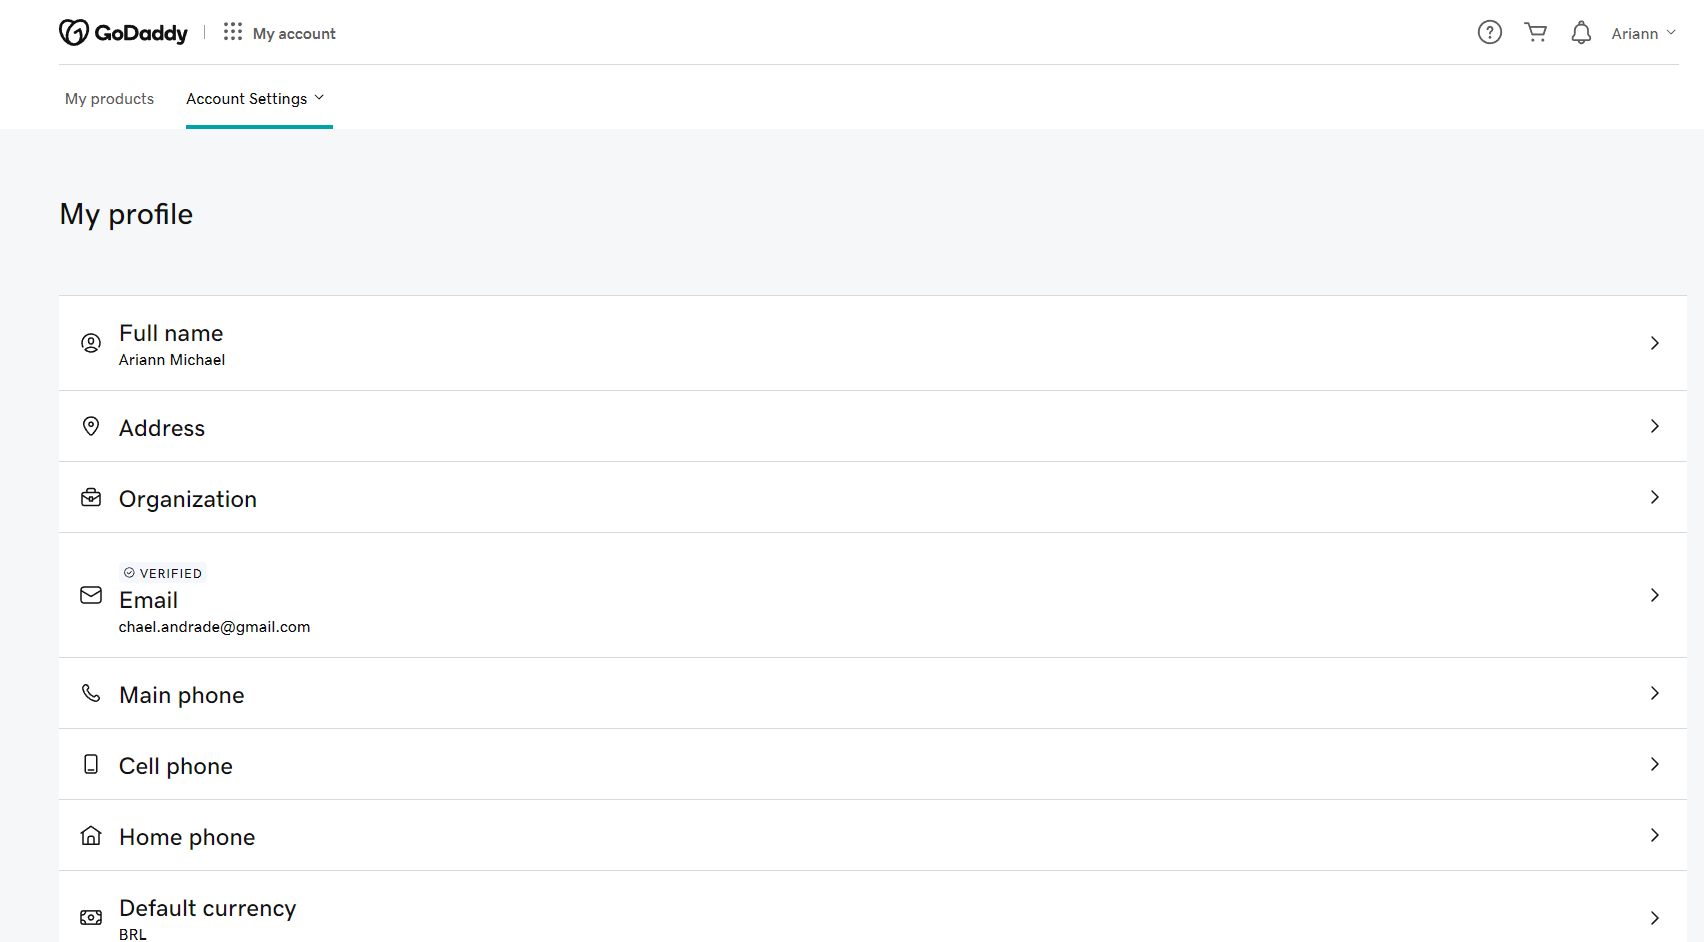 GoDaddy
My account
Ariann
My products
Account Settings
My profile
Full name
Ariann Michael
Address
Organization
VERIFIED
Email
chael.andrade@gmail.com
Main phone
Cell phone
Home phone
Default currency
BRL